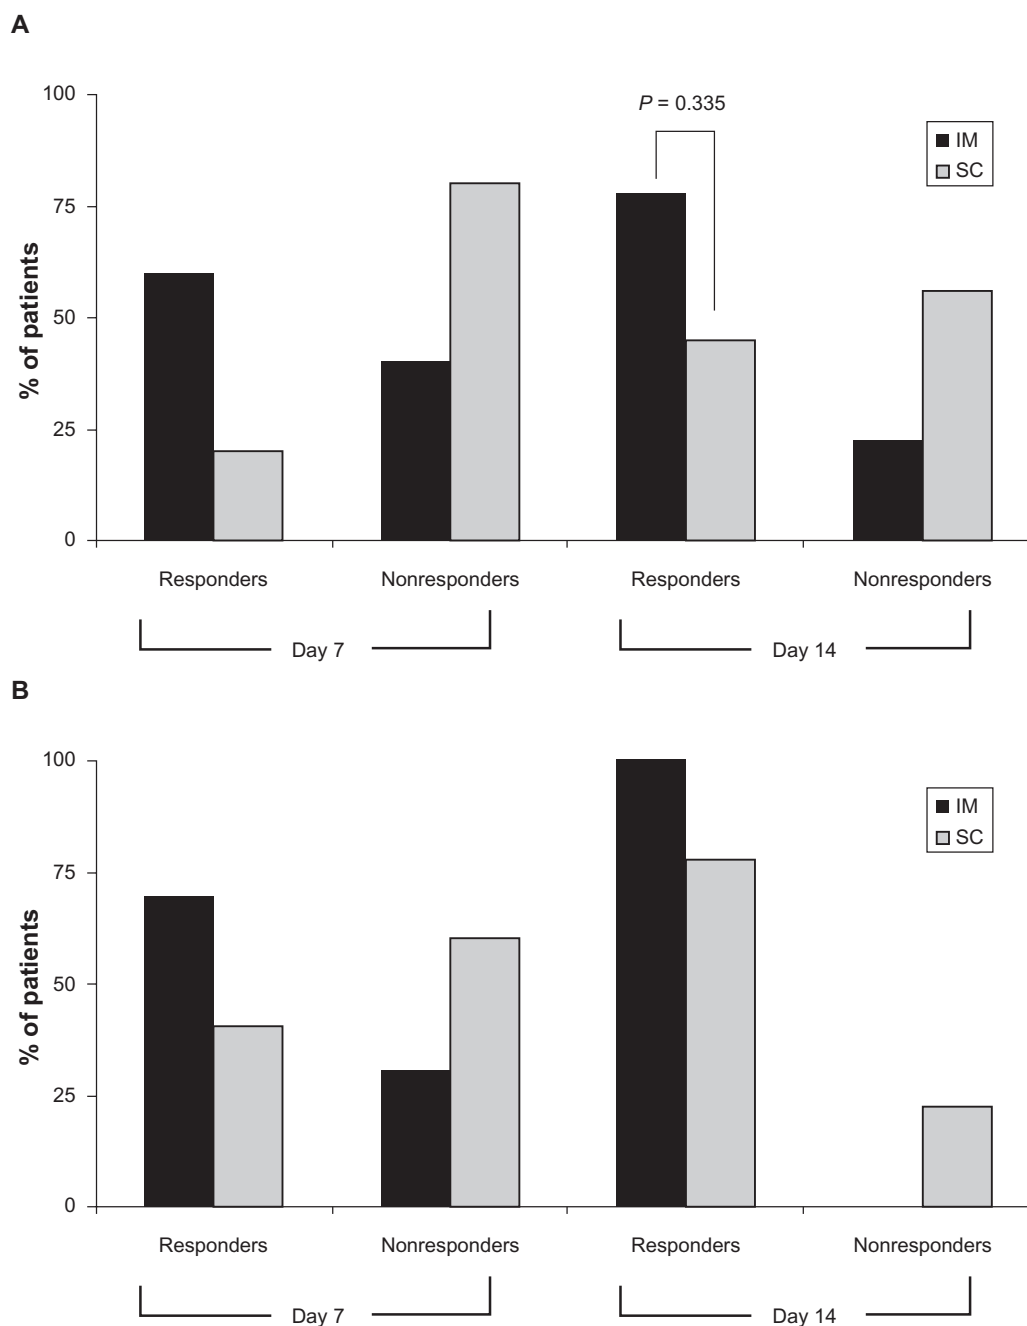 A
% of patients
100
75
50
25
0
P = 0.335
IM
SC
Responders Nonresponders Responders Nonresponders
Day 7 Day 14
B
% of patients
100
75
50
25
0
IM
SC
Responders Nonresponders Responders Nonresponders
Day 7 Day 14